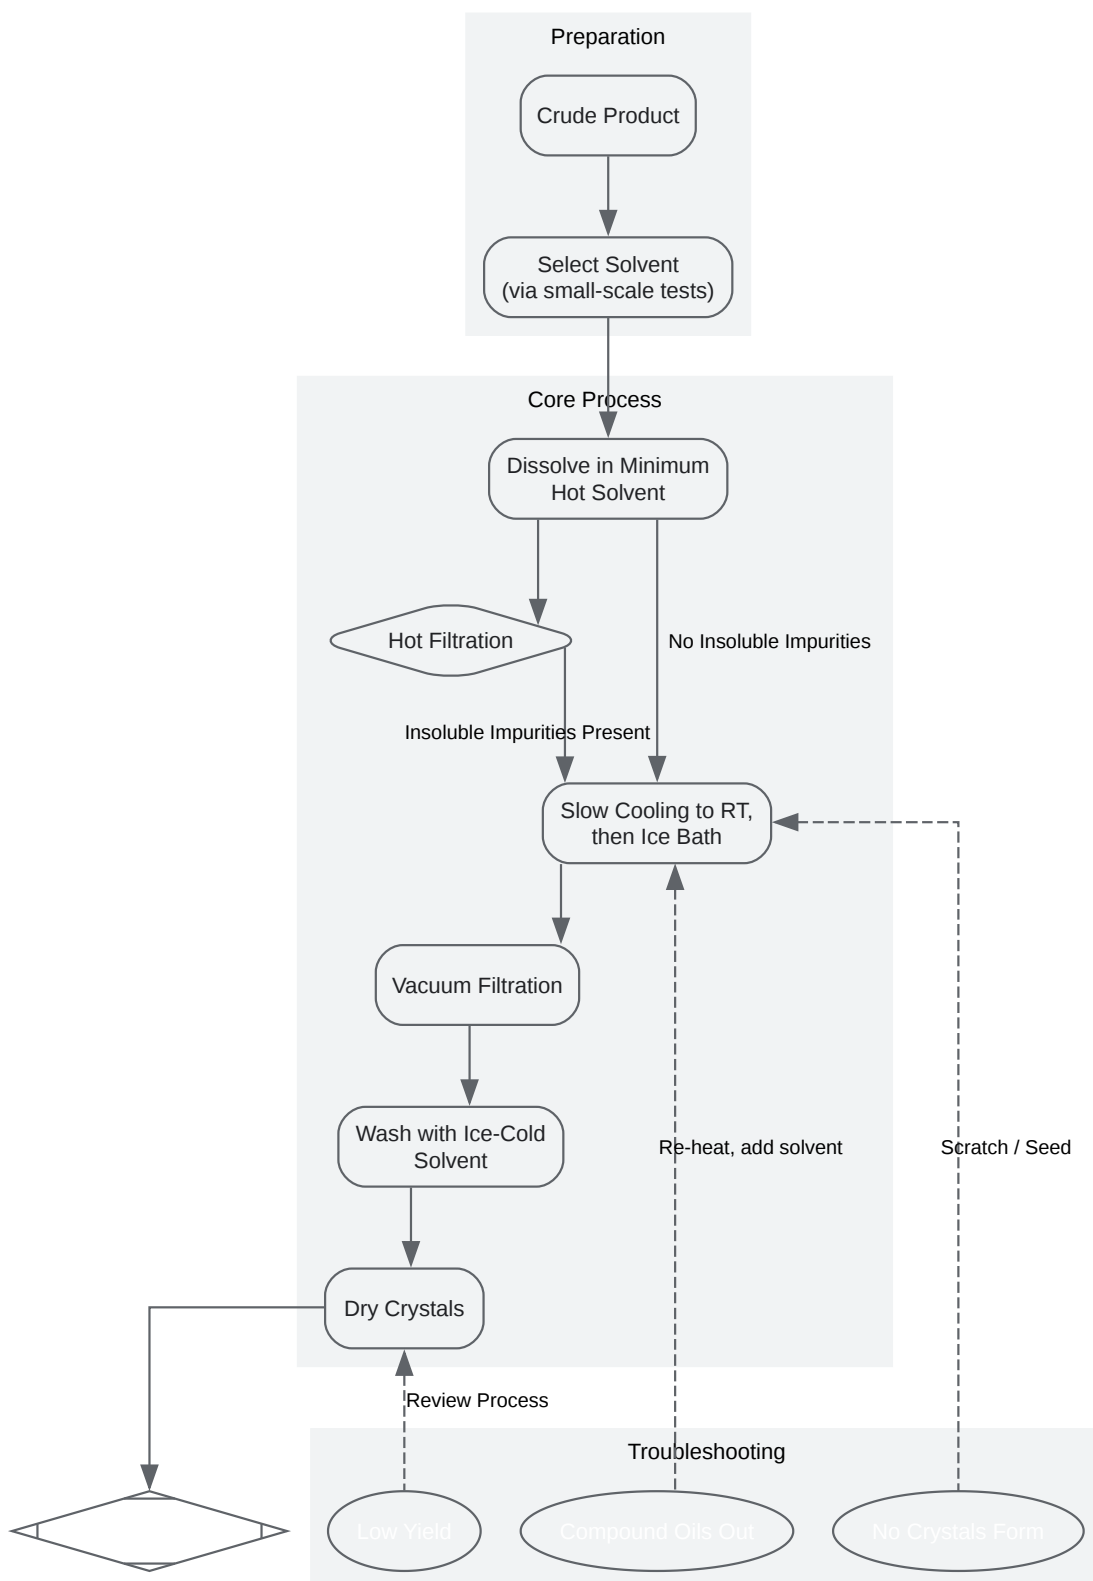 Preparation
Crude Product
Select Solvent
(via small-scale tests)
Core Process
Dissolve in Minimum
Hot Solvent
Hot Filtration
No Insoluble Impurities
Insoluble Impurities Present
Slow Cooling to RT,
then Ice Bath
Vacuum Filtration
Wash with Ice-Cold
Solvent
Re-heat, add solvent
Scratch / Seed
Dry Crystals
Review Process
Troubleshooting
Low Yield
Compound Oils Out
No Crystals Form